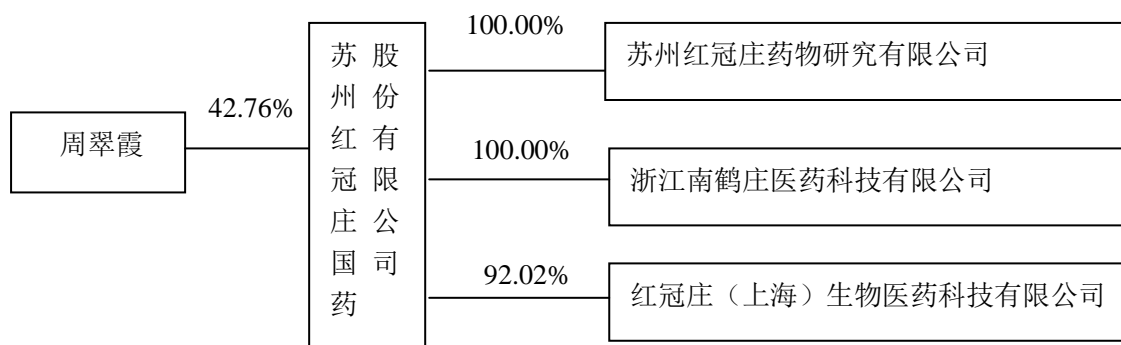 周翠霞
42.76%
苏州红冠庄国药
股份有限公司
100.00%
苏州红冠庄药物研究有限公司
100.00%
浙江南鹤庄医药科技有限公司
92.02%
红冠庄（上海）生物医药科技有限公司